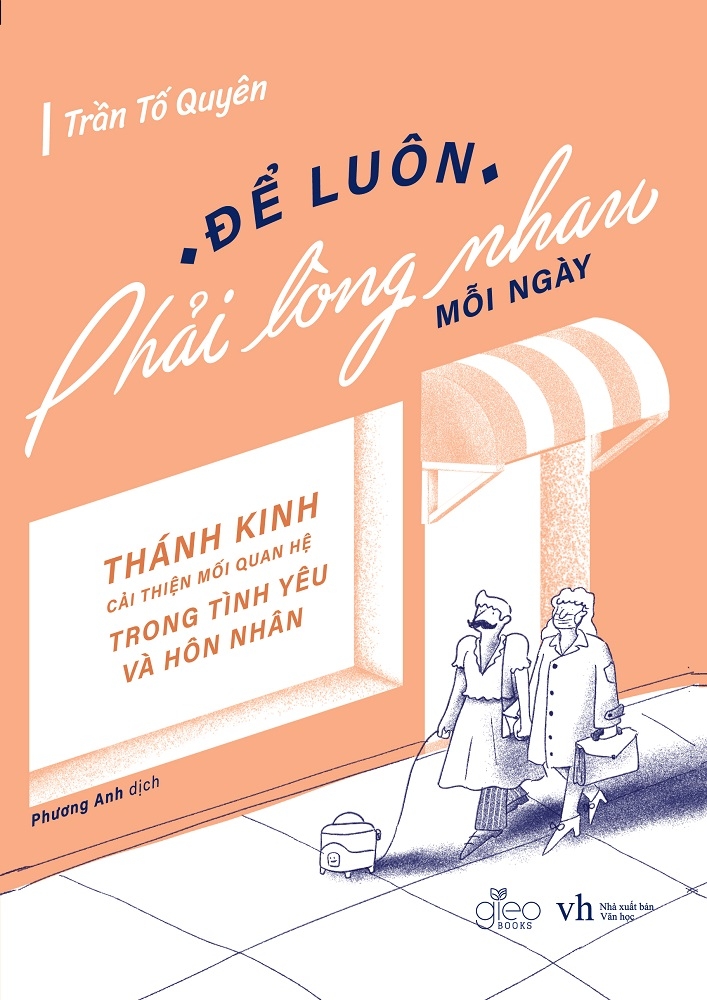 Trần Tố Quyên
ĐỂ LUÔN
Phải lòng nhau
MỖI NGÀY
THÁNH KINH
CẢI THIỆN MỐI QUAN HỆ
TRONG TÌNH YÊU
VÀ HÔN NHÂN
Phương Anh dịch
gieo
BOOKS
vh
Nhà xuất bản
Văn học